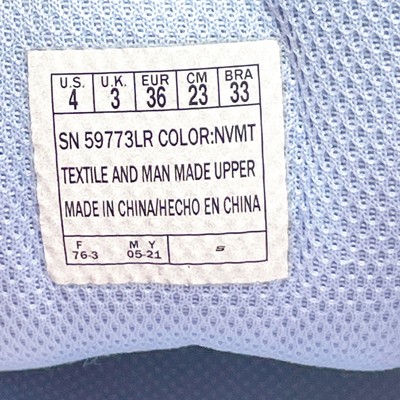 U.S. U.K. EUR CM BRA
4 3 36 23 33
SN 59773LR COLOR:NVMT
TEXTILE AND MAN MADE UPPER
MADE IN CHINA/HECHO EN CHINA
F M Y
76-3 05-21 S